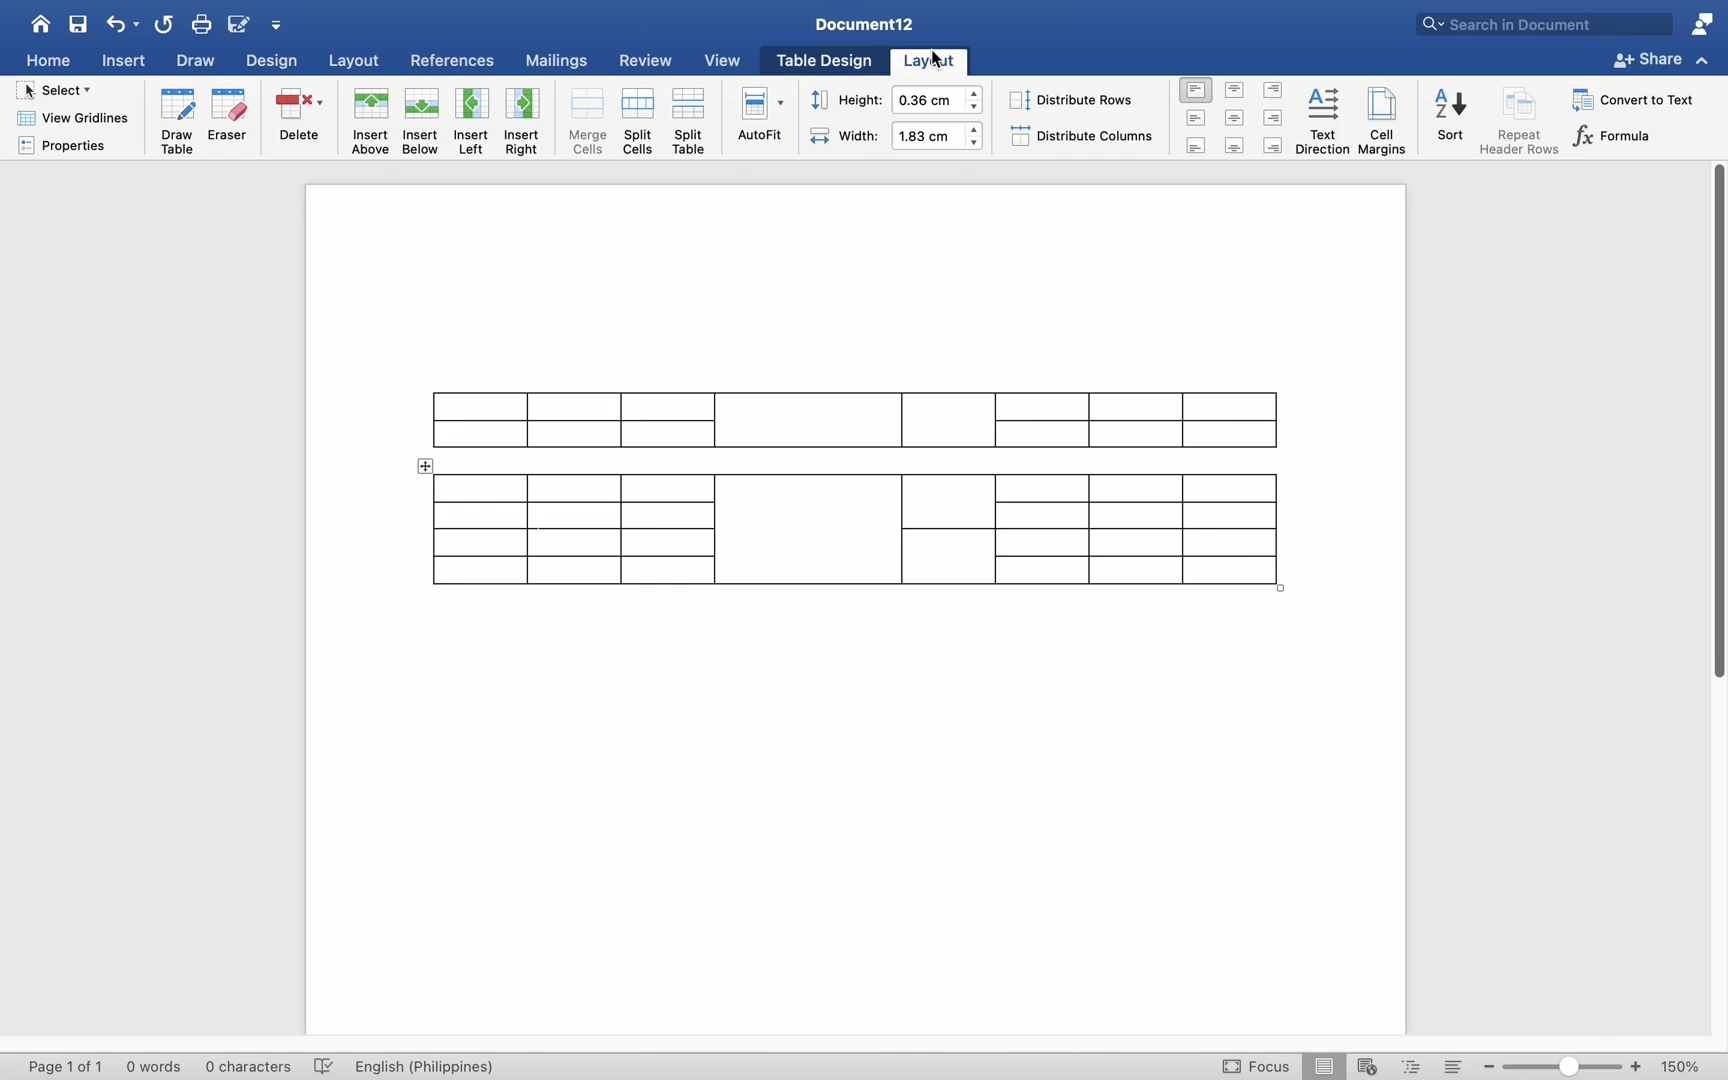 Document12
Search in Document
Home Insert Draw Design Layout References Mailings Review View Table Design Layout Share
Select
View Gridlines
Properties
Draw Table
Eraser
Delete
Insert Above
Insert Below
Insert Left
Insert Right
Merge Cells
Split Cells
Split Table
AutoFit
Height: 0.36 cm
Width: 1.83 cm
Distribute Rows
Distribute Columns
Text Direction
Cell Margins
Sort
Repeat Header Rows
Convert to Text
Formula
Page 1 of 1 0 words 0 characters English (Philippines) Focus 150%